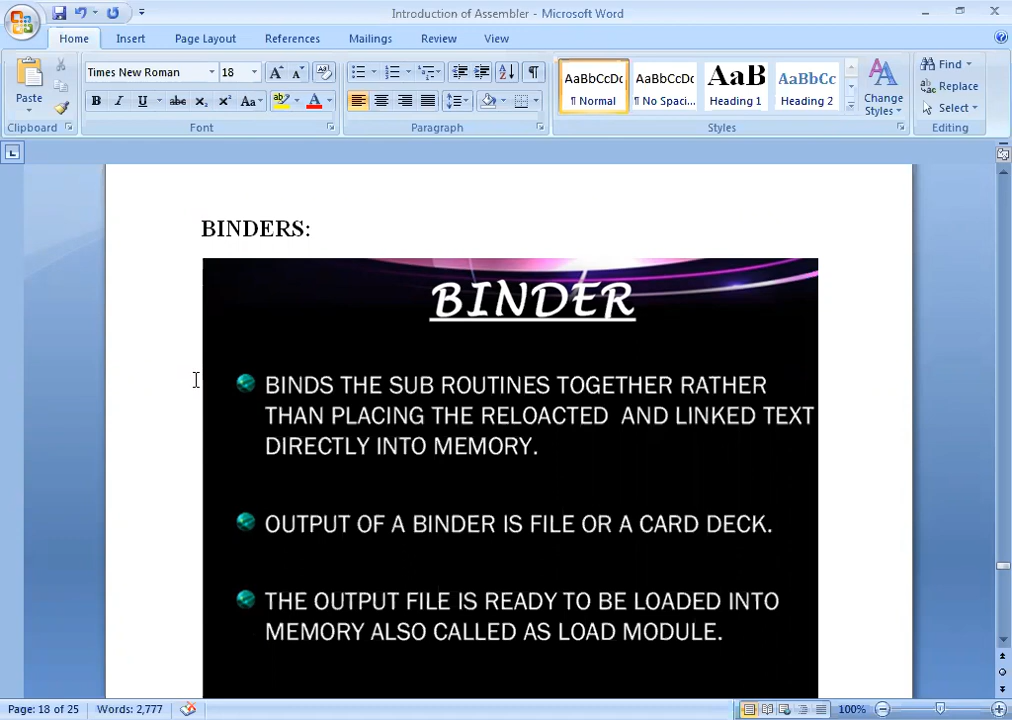 Introduction of Assembler - Microsoft Word
Home Insert Page Layout References Mailings Review View
Paste
Clipboard
Times New Roman 18
B I U abc X₂ X² Aa
Font
Paragraph
AaBbCcDc AaBbCcDc AaB AaBbCc
¶ Normal ¶ No Spaci... Heading 1 Heading 2
Styles
Change Styles
Find
Replace
Select
Editing
BINDERS:
BINDER
BINDS THE SUB ROUTINES TOGETHER RATHER
THAN PLACING THE RELOACTED AND LINKED TEXT
DIRECTLY INTO MEMORY.
OUTPUT OF A BINDER IS FILE OR A CARD DECK.
THE OUTPUT FILE IS READY TO BE LOADED INTO
MEMORY ALSO CALLED AS LOAD MODULE.
Page: 18 of 25 Words: 2,777 100%